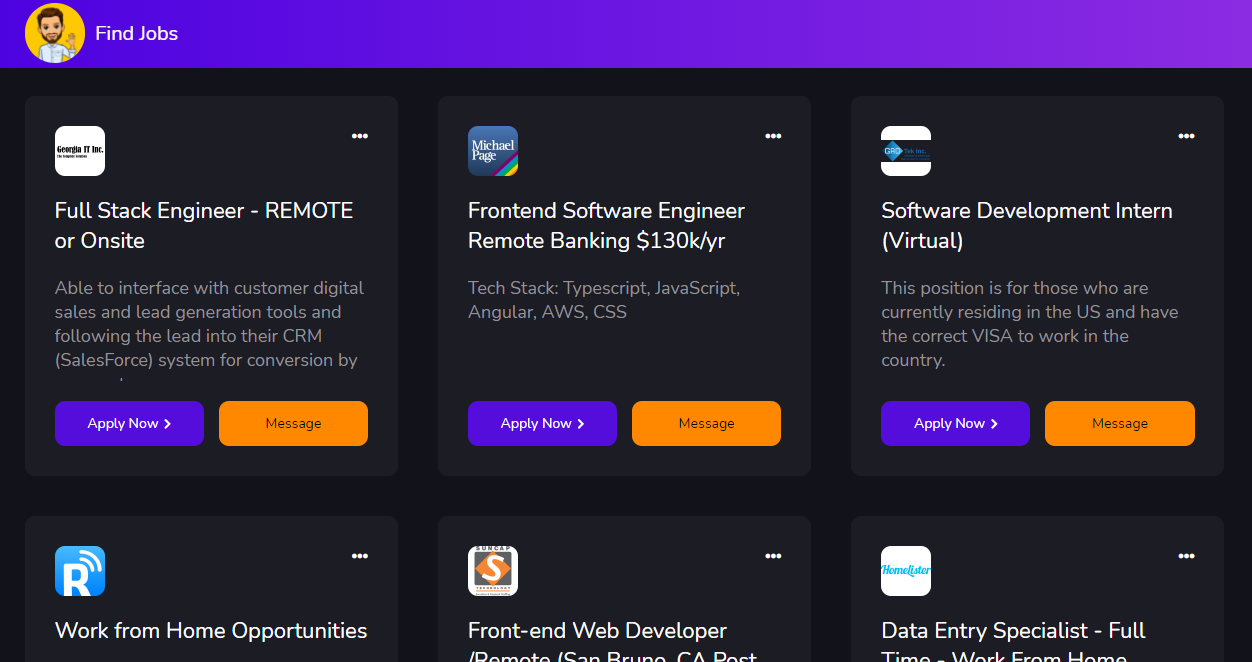 Find Jobs
Georgia IT Inc.
Michael
Page
GRO Tek Inc.
Full Stack Engineer - REMOTE
or Onsite
Frontend Software Engineer
Remote Banking $130k/yr
Software Development Intern
(Virtual)
Able to interface with customer digital
sales and lead generation tools and
following the lead into their CRM
(SalesForce) system for conversion by
Tech Stack: Typescript, JavaScript,
Angular, AWS, CSS
This position is for those who are
currently residing in the US and have
the correct VISA to work in the
country.
Apply Now
Message
Apply Now
Message
Apply Now
Message
R
SUNCAP
S
TECHNOLOGY
HomeLister
Work from Home Opportunities
Front-end Web Developer
/Remote (San Bruno, CA Post
Data Entry Specialist - Full
Time - Work From Home